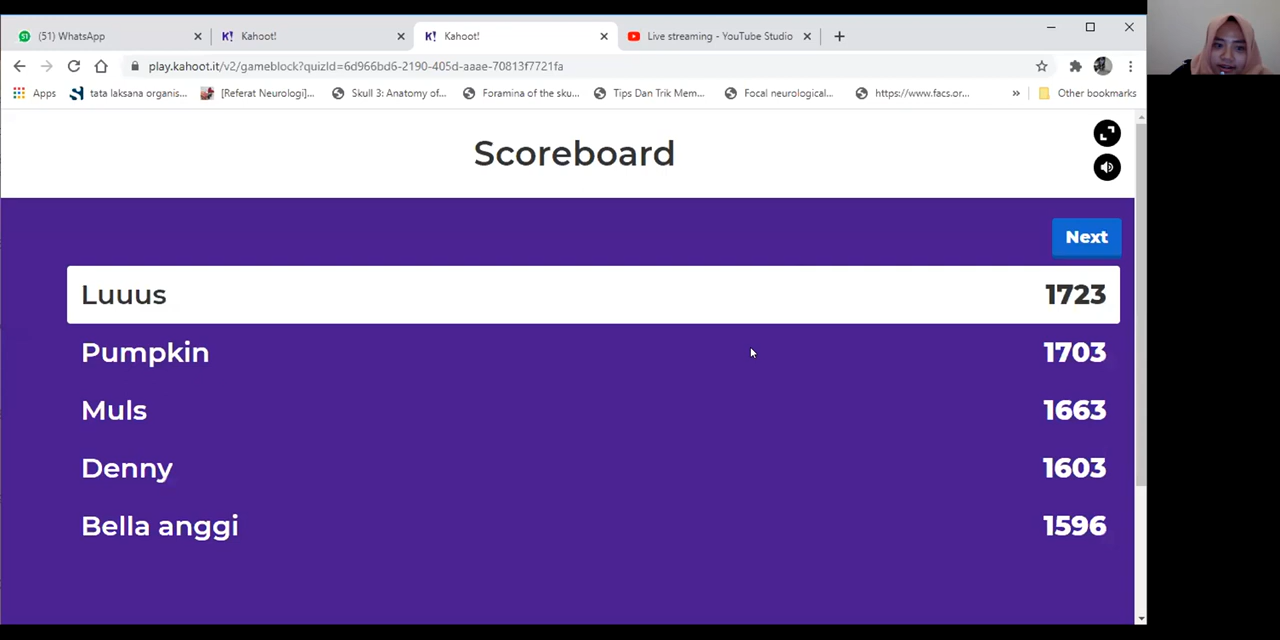 (51) WhatsApp
Kahoot!
Kahoot!
Live streaming - YouTube Studio
play.kahoot.it/v2/gameblock?quizId=6d966bd6-2190-405d-aaae-70813f7721fa
Apps
tata laksana organis...
[Referat Neurologi]...
Skull 3: Anatomy of...
Foramina of the sku...
Tips Dan Trik Mem...
Focal neurological...
https://www.facs.or...
»
Other bookmarks
Scoreboard
Next
Luuus 1723
Pumpkin 1703
Muls 1663
Denny 1603
Bella anggi 1596